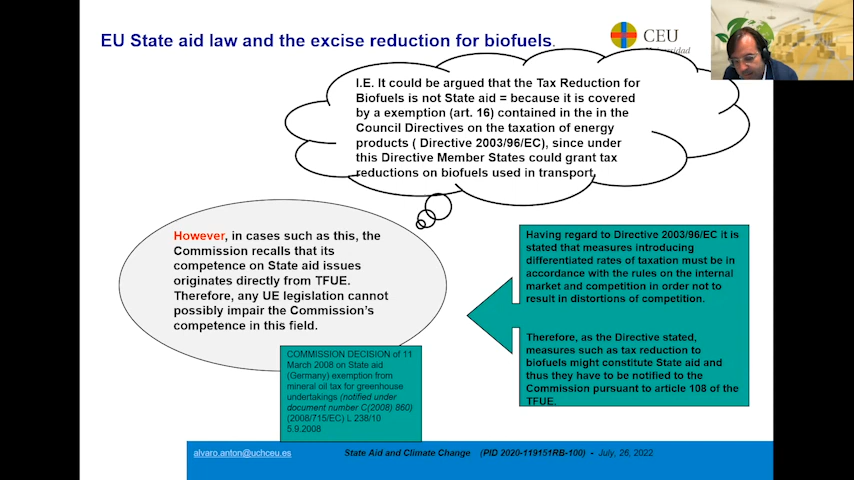 EU State aid law and the excise reduction for biofuels.
CEU
Universidad
I.E. It could be argued that the Tax Reduction for
Biofuels is not State aid = because it is covered
by a exemption (art. 16) contained in the in the
Council Directives on the taxation of energy
products ( Directive 2003/96/EC), since under
this Directive Member States could grant tax
reductions on biofuels used in transport.
However, in cases such as this, the
Commission recalls that its
competence on State aid issues
originates directly from TFUE.
Therefore, any UE legislation cannot
possibly impair the Commission's
competence in this field.
Having regard to Directive 2003/96/EC it is
stated that measures introducing
differentiated rates of taxation must be in
accordance with the rules on the internal
market and competition in order not to
result in distortions of competition.
Therefore, as the Directive stated,
measures such as tax reduction to
biofuels might constitute State aid and
thus they have to be notified to the
Commission pursuant to article 108 of the
TFUE.
COMMISSION DECISION of 11
March 2008 on State aid
(Germany) exemption from
mineral oil tax for greenhouse
undertakings (notified under
document number C(2008) 860)
(2008/715/EC) L 238/10
5.9.2008
alvaro.anton@uchceu.es
State Aid and Climate Change (PID 2020-119151RB-100) - July, 26, 2022